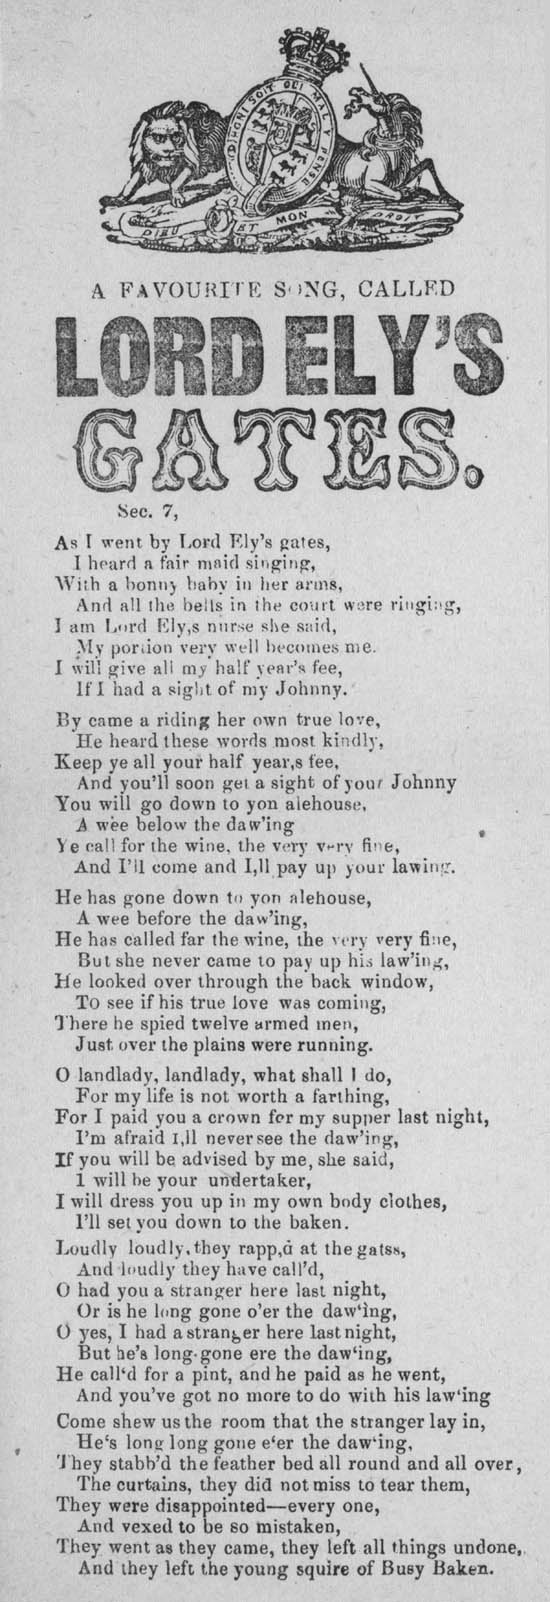 HONI SOIT QUI MAL Y PENSE
DIEU ET MON DROIT
A FAVOURITE SONG, CALLED
LORD ELY'S
GATES.
Sec. 7,
As I went by Lord Ely's gates,
I heard a fair maid singing,
With a bonny baby in her arms,
And all the bells in the court were ringing,
I am Lord Ely,s nurse she said,
My portion very well becomes me.
I will give all my half year's fee,
If I had a sight of my Johnny.
By came a riding her own true love,
He heard these words most kindly,
Keep ye all your half year,s fee,
And you'll soon get a sight of your Johnny
You will go down to yon alehouse,
A wee below the daw'ing
Ye call for the wine, the very very fine,
And I'll come and I,ll pay up your lawing.
He has gone down to yon alehouse,
A wee before the daw'ing,
He has called far the wine, the very very fine,
But she never came to pay up his law'ing,
He looked over through the back window,
To see if his true love was coming,
There he spied twelve armed men,
Just over the plains were running.
O landlady, landlady, what shall I do,
For my life is not worth a farthing,
For I paid you a crown for my supper last night,
I'm afraid I,ll never see the daw'ing,
If you will be advised by me, she said,
1 will be your undertaker,
I will dress you up in my own body clothes,
I'll set you down to the baken.
Loudly loudly, they rapp,d at the gatss,
And loudly they have call'd,
O had you a stranger here last night,
Or is he long gone o'er the daw'ing,
O yes, I had a stranger here last night,
But he's long-gone ere the daw'ing,
He call'd for a pint, and he paid as he went,
And you've got no more to do with his law'ing
Come shew us the room that the stranger lay in,
He's long long gone e'er the daw'ing,
They stabb'd the feather bed all round and all over,
The curtains, they did not miss to tear them,
They were disappointed—every one,
And vexed to be so mistaken,
They went as they came, they left all things undone,
And they left the young squire of Busy Baken.